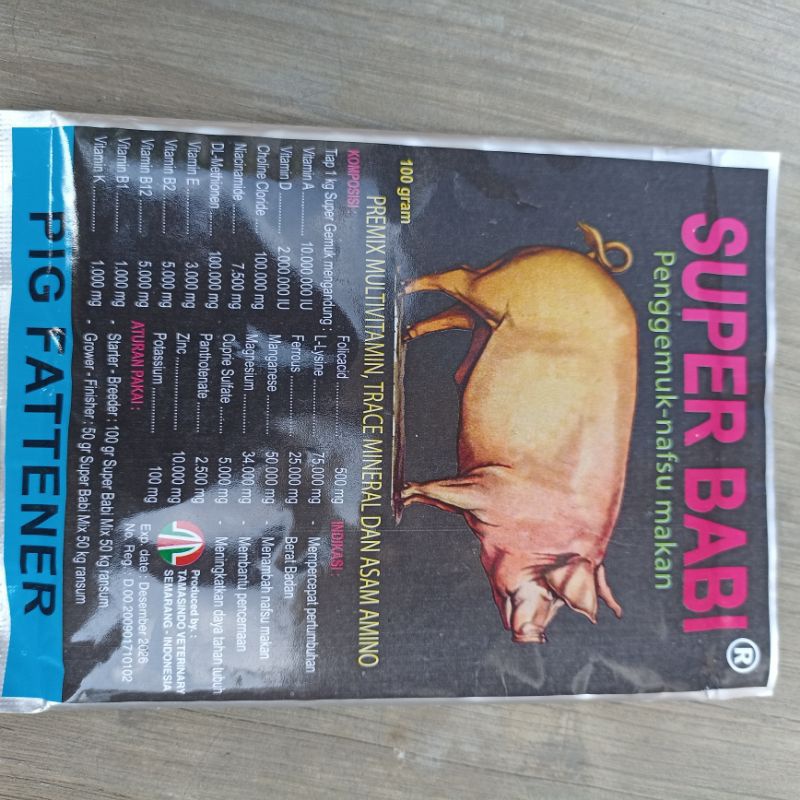 SUPER BABI ®
Penggemuk-nafsu makan
100 gram
PREMIX MULTIVITAMIN, TRACE MINERAL DAN ASAM AMINO
KOMPOSISI :
Tiap 1 kg Super Gemuk mengandung :
Vitamin A .......... 10.000.000 IU
Vitamin D .......... 2.000.000 IU
Choline Cloride .......... 100.000 mg
Niacinamide .......... 7.500 mg
DL-Methionen .......... 100.000 mg
Vitamin E .......... 3.000 mg
Vitamin B2 .......... 5.000 mg
Vitamin B12 .......... 5.000 mg
Vitamin B1 .......... 1.000 mg
Vitamin K .......... 1.000 mg
Folicacid .......... 500 mg
L-Lysine .......... 75.000 mg
Ferrous .......... 25.000 mg
Manganese .......... 50.000 mg
Magnesium .......... 34.000 mg
Cuprie Sulfate .......... 5.000 mg
Panthotenate .......... 2.500 mg
Zinc .......... 10.000 mg
Potassium .......... 100 mg
INDIKASI :
- Mempercepat pertumbuhan
Berat Badan
- Menambah nafsu makan
- Membantu pencernaan
- Meningkatkan daya tahan tubuh
ATURAN PAKAI :
- Starter - Breeder : 100 gr Super Babi Mix 50 kg ransum
- Grower - Finisher : 50 gr Super Babi Mix 50 kg ransum
Produced by. :
TAMASINDO VETERINARY
SEMARANG - INDONESIA
Exp. date : Desember 2026
No. Reg. : D.00 200901710102
PIG FATTENER